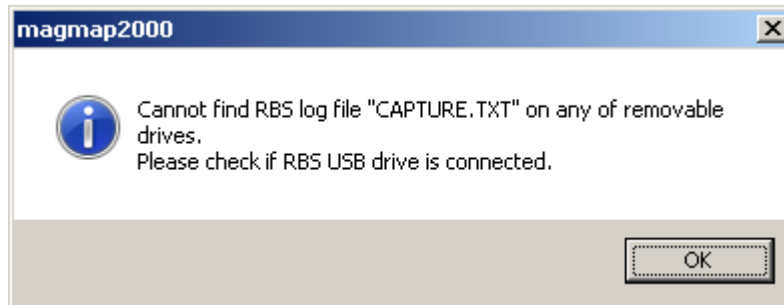 magmap2000
Cannot find RBS log file "CAPTURE.TXT" on any of removable
drives.
Please check if RBS USB drive is connected.
OK